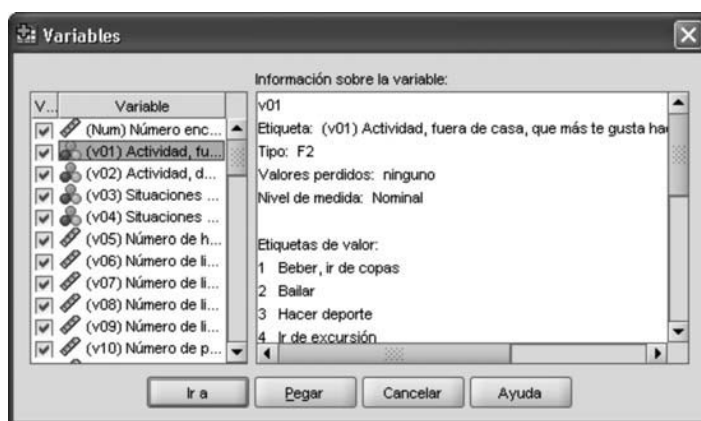 Variables
Información sobre la variable:
V... Variable
(Num) Número enc...
(v01) Actividad, fu...
(v02) Actividad, d...
(v03) Situaciones ...
(v04) Situaciones ...
(v05) Número de h...
(v06) Número de li...
(v07) Número de li...
(v08) Número de li...
(v09) Número de li...
(v10) Número de p...
v01
Etiqueta: (v01) Actividad, fuera de casa, que más te gusta ha
Tipo: F2
Valores perdidos: ninguno
Nivel de medida: Nominal
Etiquetas de valor:
1 Beber, ir de copas
2 Bailar
3 Hacer deporte
4 Ir de excursión
Ir a Pegar Cancelar Ayuda